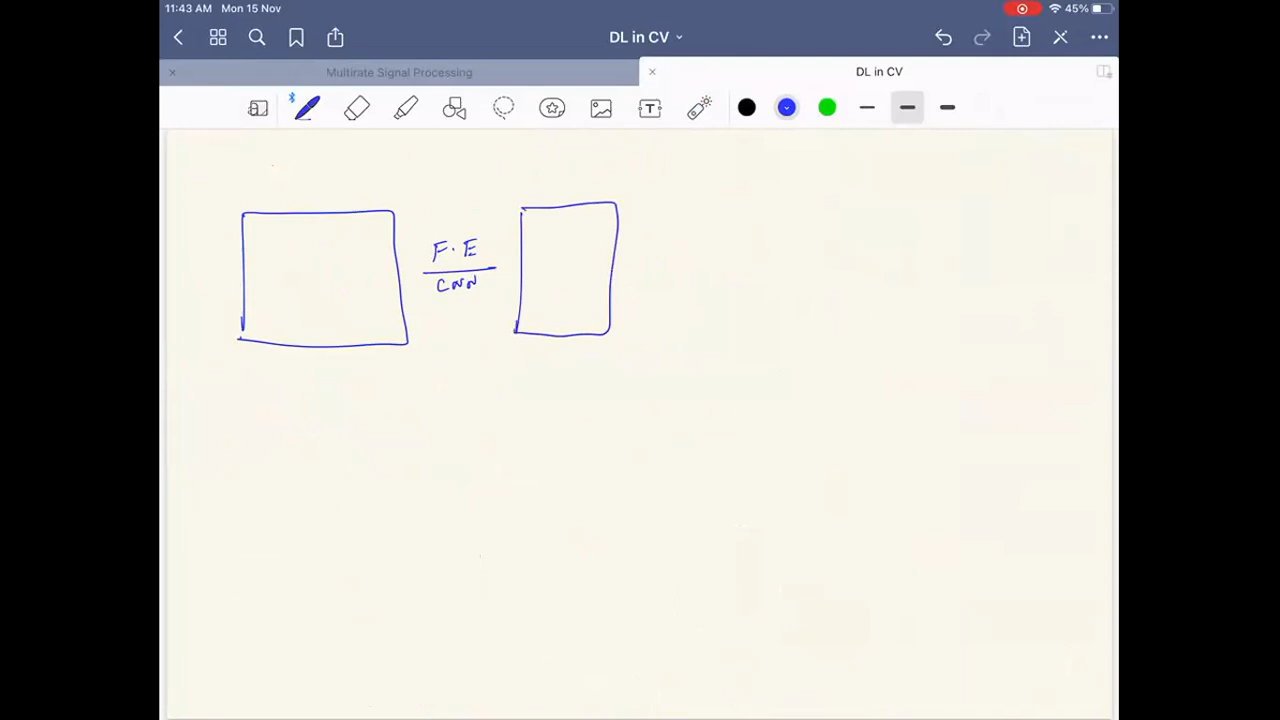 11:43 AM Mon 15 Nov
45%
DL in CV
Multirate Signal Processing
DL in CV
T
F.E
CNN